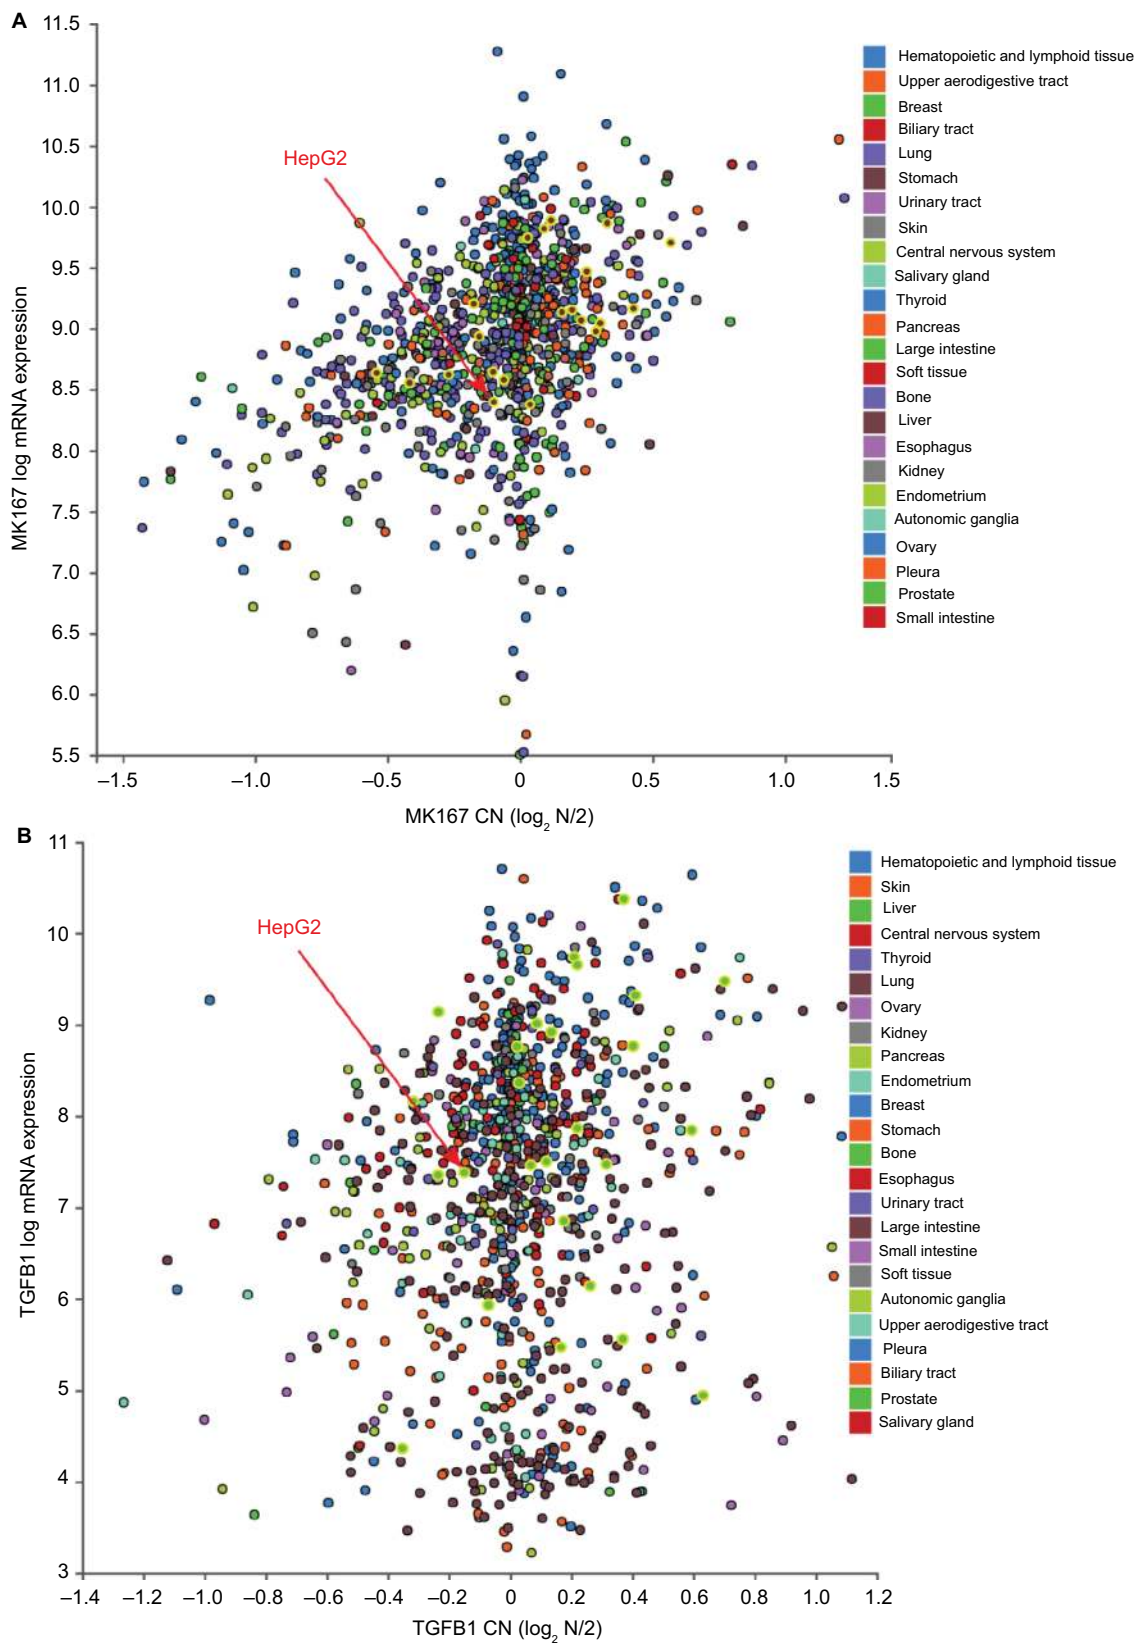 A
11.5
11.0
10.5
10.0
9.5
9.0
8.5
8.0
7.5
7.0
6.5
6.0
5.5
MK167 log mRNA expression
HepG2
–1.5 –1.0 –0.5 0 0.5 1.0 1.5
MK167 CN (log2 N/2)
Hematopoietic and lymphoid tissue
Upper aerodigestive tract
Breast
Biliary tract
Lung
Stomach
Urinary tract
Skin
Central nervous system
Salivary gland
Thyroid
Pancreas
Large intestine
Soft tissue
Bone
Liver
Esophagus
Kidney
Endometrium
Autonomic ganglia
Ovary
Pleura
Prostate
Small intestine
B
11
10
9
8
7
6
5
4
3
TGFB1 log mRNA expression
HepG2
–1.4 –1.2 –1.0 –0.8 –0.6 –0.4 –0.2 0 0.2 0.4 0.6 0.8 1.0 1.2
TGFB1 CN (log2 N/2)
Hematopoietic and lymphoid tissue
Skin
Liver
Central nervous system
Thyroid
Lung
Ovary
Kidney
Pancreas
Endometrium
Breast
Stomach
Bone
Esophagus
Urinary tract
Large intestine
Small intestine
Soft tissue
Autonomic ganglia
Upper aerodigestive tract
Pleura
Biliary tract
Prostate
Salivary gland